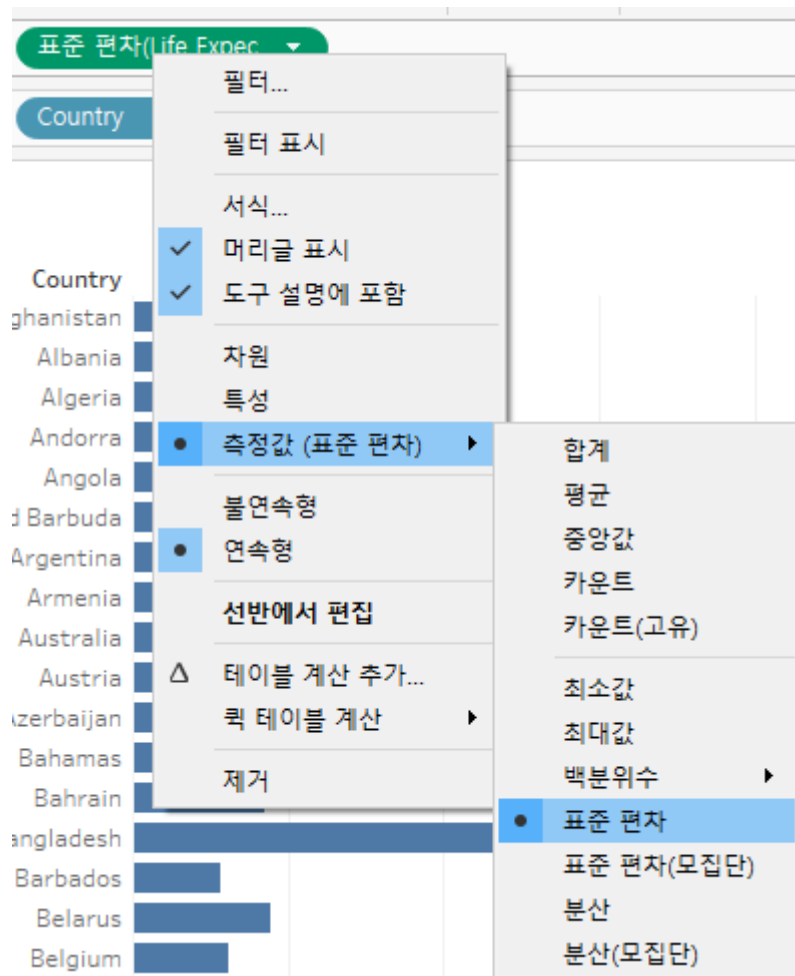 표준 편차(Life Expec
Country
필터...
필터 표시
서식...
머리글 표시
도구 설명에 포함
차원
특성
측정값 (표준 편차)
불연속형
연속형
선반에서 편집
테이블 계산 추가...
퀵 테이블 계산
제거
합계
평균
중앙값
카운트
카운트(고유)
최소값
최대값
백분위수
표준 편차
표준 편차(모집단)
분산
분산(모집단)
Country
ghanistan
Albania
Algeria
Andorra
Angola
d Barbuda
Argentina
Armenia
Australia
Austria
Azerbaijan
Bahamas
Bahrain
angladesh
Barbados
Belarus
Belgium